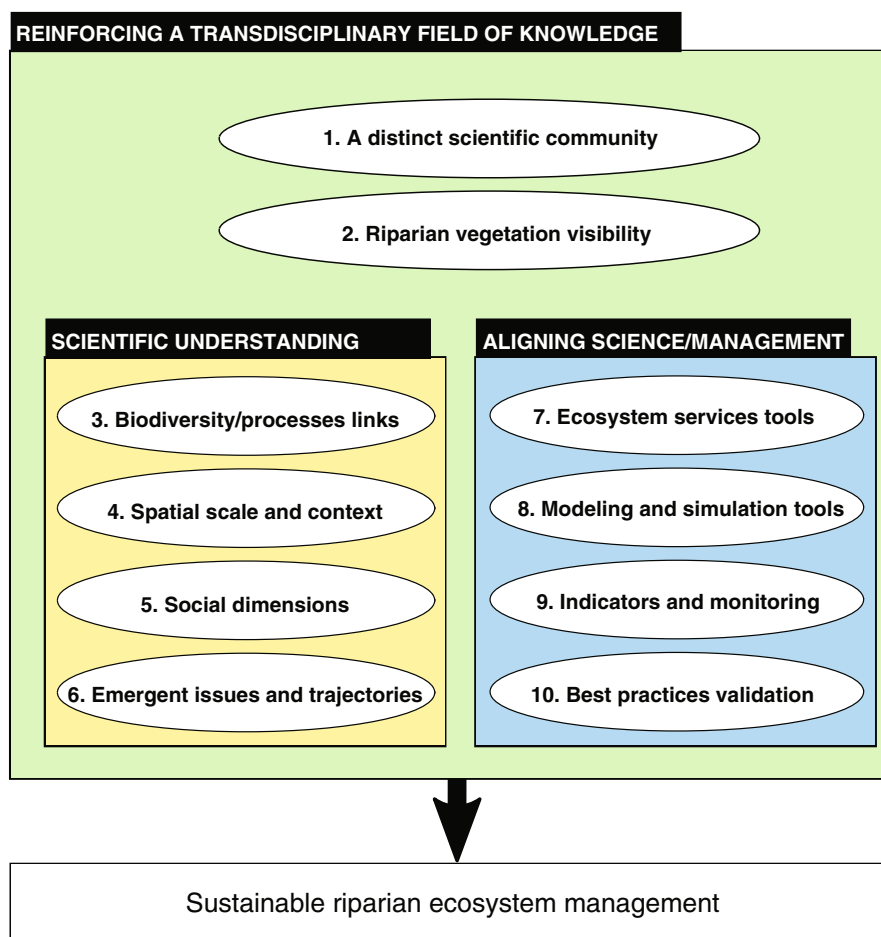 REINFORCING A TRANSDISCIPLINARY FIELD OF KNOWLEDGE
1. A distinct scientific community
2. Riparian vegetation visibility
SCIENTIFIC UNDERSTANDING
3. Biodiversity/processes links
4. Spatial scale and context
5. Social dimensions
6. Emergent issues and trajectories
ALIGNING SCIENCE/MANAGEMENT
7. Ecosystem services tools
8. Modeling and simulation tools
9. Indicators and monitoring
10. Best practices validation
Sustainable riparian ecosystem management